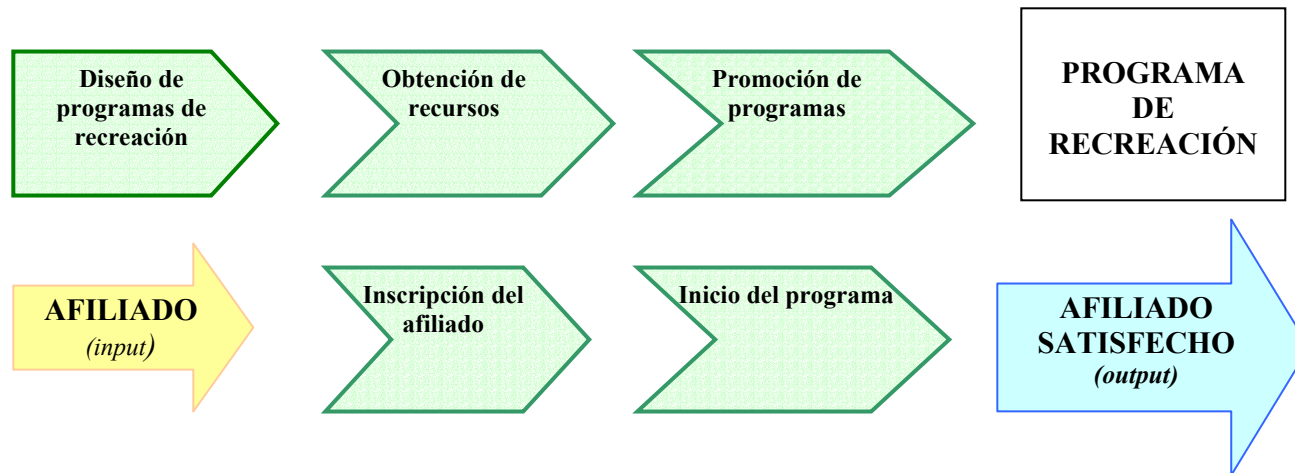 Diseño de
programas de
recreación
Obtención de
recursos
Promoción de
programas
PROGRAMA
DE
RECREACIÓN
AFILIADO
(input)
Inscripción del
afiliado
Inicio del programa
AFILIADO
SATISFECHO
(output)